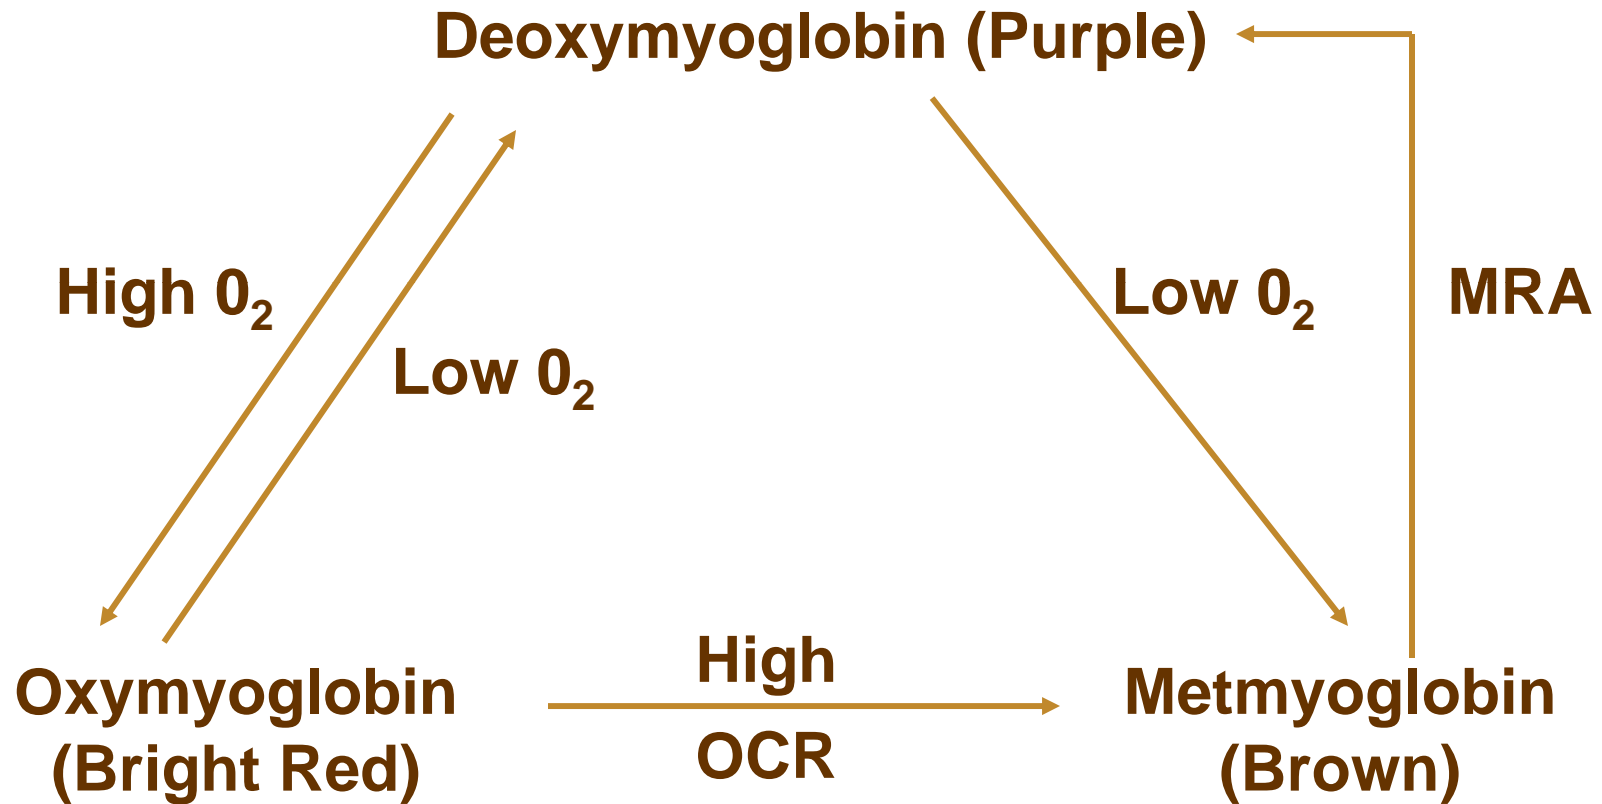 Deoxymyoglobin (Purple)
High 0₂
Low 0₂
Low 0₂
MRA
High
OCR
Oxymyoglobin
(Bright Red)
Metmyoglobin
(Brown)